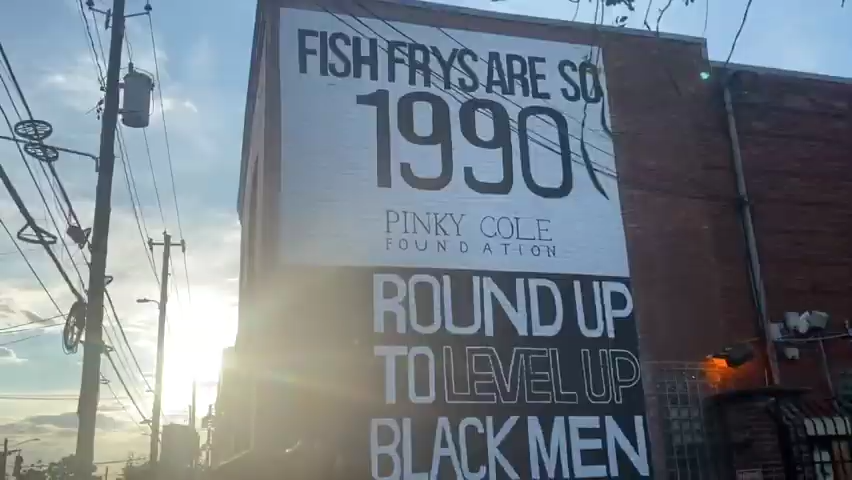 FISH FRYS ARE SO
1990
PINKY COLE
FOUNDATION
ROUND UP
TO LEVEL UP
BLACK MEN